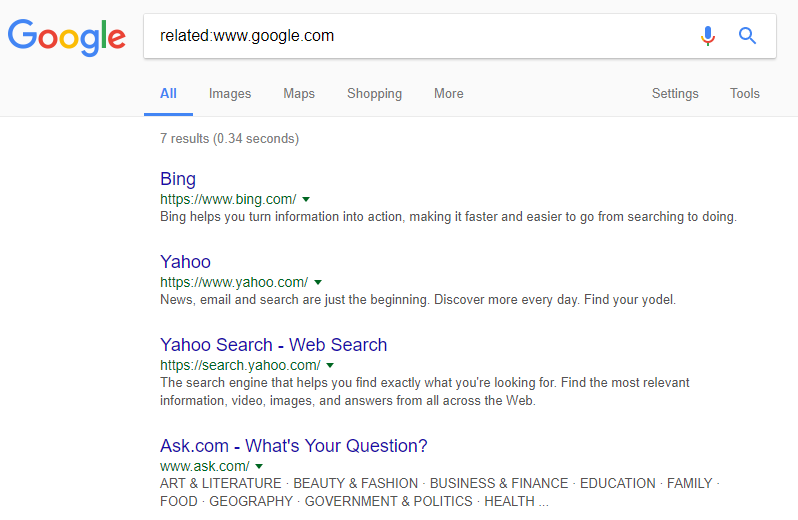 Google
related:www.google.com
All Images Maps Shopping More Settings Tools
7 results (0.34 seconds)
Bing
https://www.bing.com/
Bing helps you turn information into action, making it faster and easier to go from searching to doing.
Yahoo
https://www.yahoo.com/
News, email and search are just the beginning. Discover more every day. Find your yodel.
Yahoo Search - Web Search
https://search.yahoo.com/
The search engine that helps you find exactly what you're looking for. Find the most relevant
information, video, images, and answers from all across the Web.
Ask.com - What's Your Question?
www.ask.com/
ART & LITERATURE · BEAUTY & FASHION · BUSINESS & FINANCE · EDUCATION · FAMILY ·
FOOD · GEOGRAPHY · GOVERNMENT & POLITICS · HEALTH ...